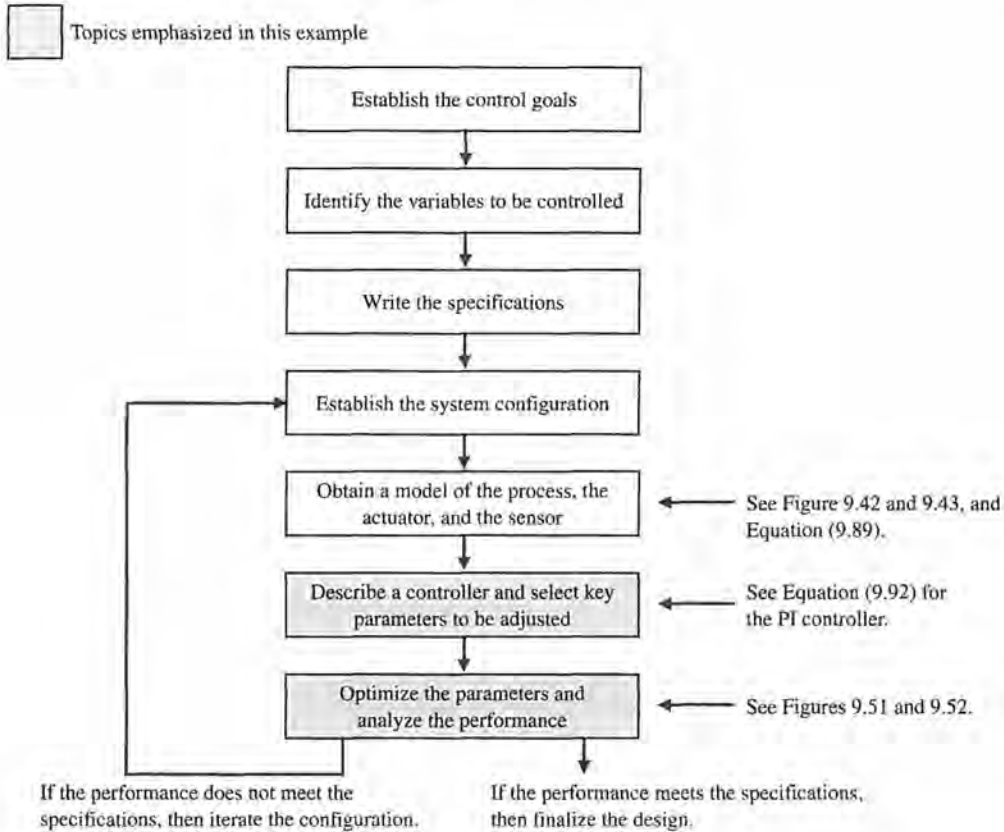 Topics emphasized in this example
Establish the control goals
Identify the variables to be controlled
Write the specifications
Establish the system configuration
Obtain a model of the process, the
actuator, and the sensor
See Figure 9.42 and 9.43, and
Equation (9.89).
Describe a controller and select key
parameters to be adjusted
See Equation (9.92) for
the PI controller.
Optimize the parameters and
analyze the performance
See Figures 9.51 and 9.52.
If the performance does not meet the
specifications, then iterate the configuration.
If the performance meets the specifications,
then finalize the design.